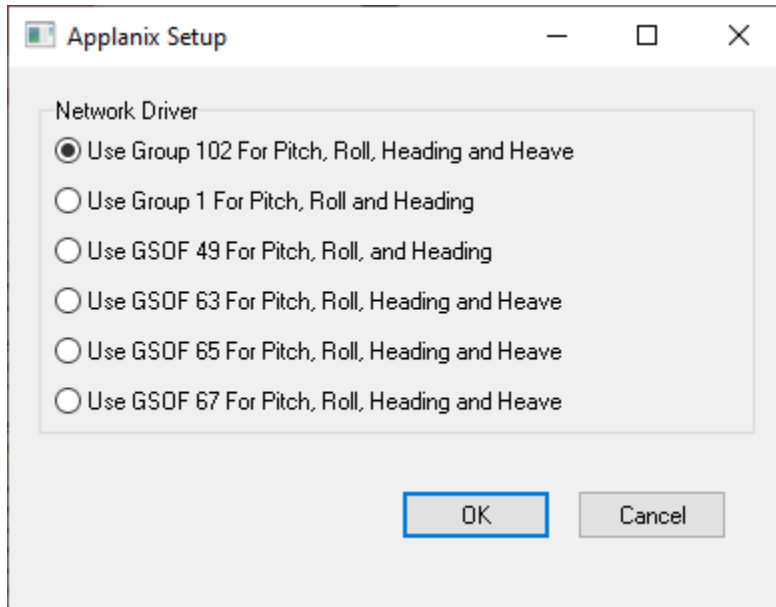 Applanix Setup
Network Driver
Use Group 102 For Pitch, Roll, Heading and Heave
Use Group 1 For Pitch, Roll and Heading
Use GSOF 49 For Pitch, Roll, and Heading
Use GSOF 63 For Pitch, Roll, Heading and Heave
Use GSOF 65 For Pitch, Roll, Heading and Heave
Use GSOF 67 For Pitch, Roll, Heading and Heave
OK Cancel